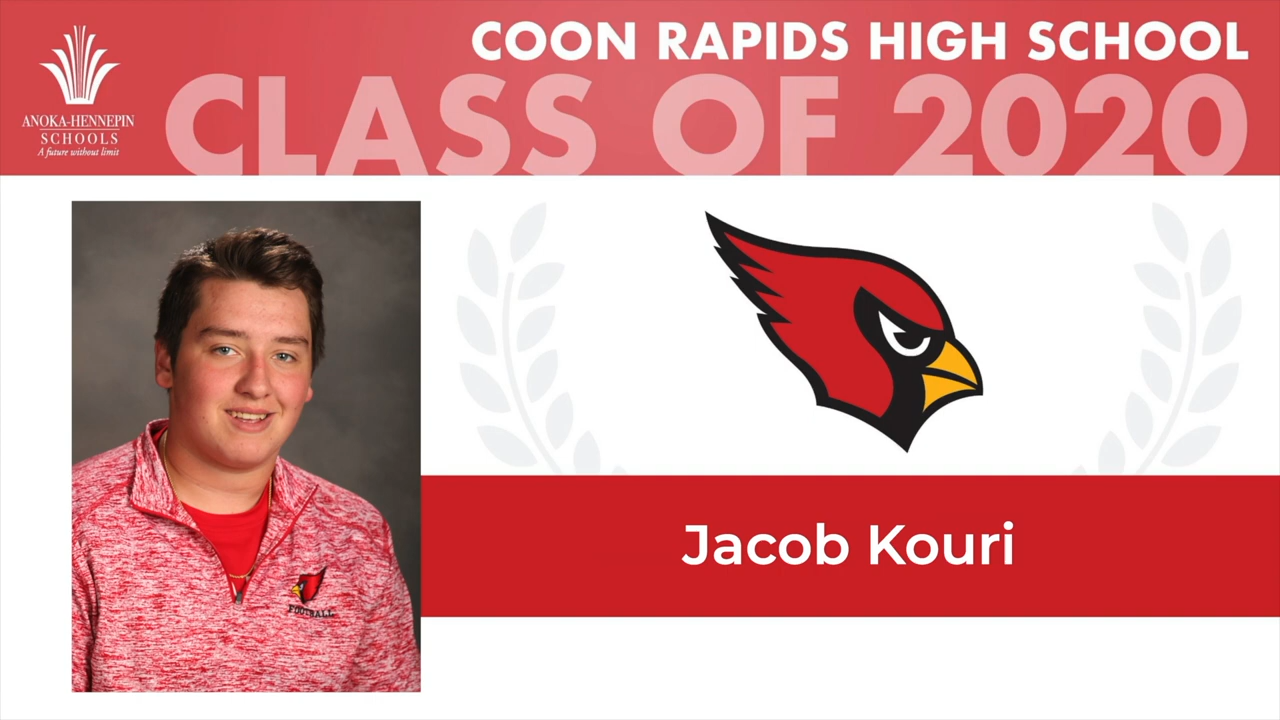 COON RAPIDS HIGH SCHOOL
CLASS OF 2020
ANOKA-HENNEPIN
SCHOOLS
A future without limit
Jacob Kouri
FOOTBALL